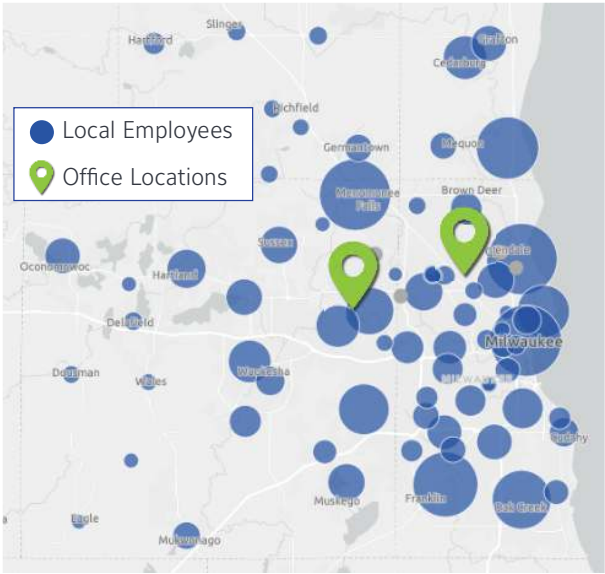 Slinger
Hartford
Grafton
Cedarburg
Richfield
Local Employees
Office Locations
Germantown
Mequon
Menomonee
Falls
Brown Deer
Sussex
Glendale
Oconomowoc
Hartland
Delafield
Milwaukee
Dousman
Wales
Waukesha
MILWAUKEE
Cudahy
Muskego
Franklin
Oak Creek
Eagle
Mukwonago